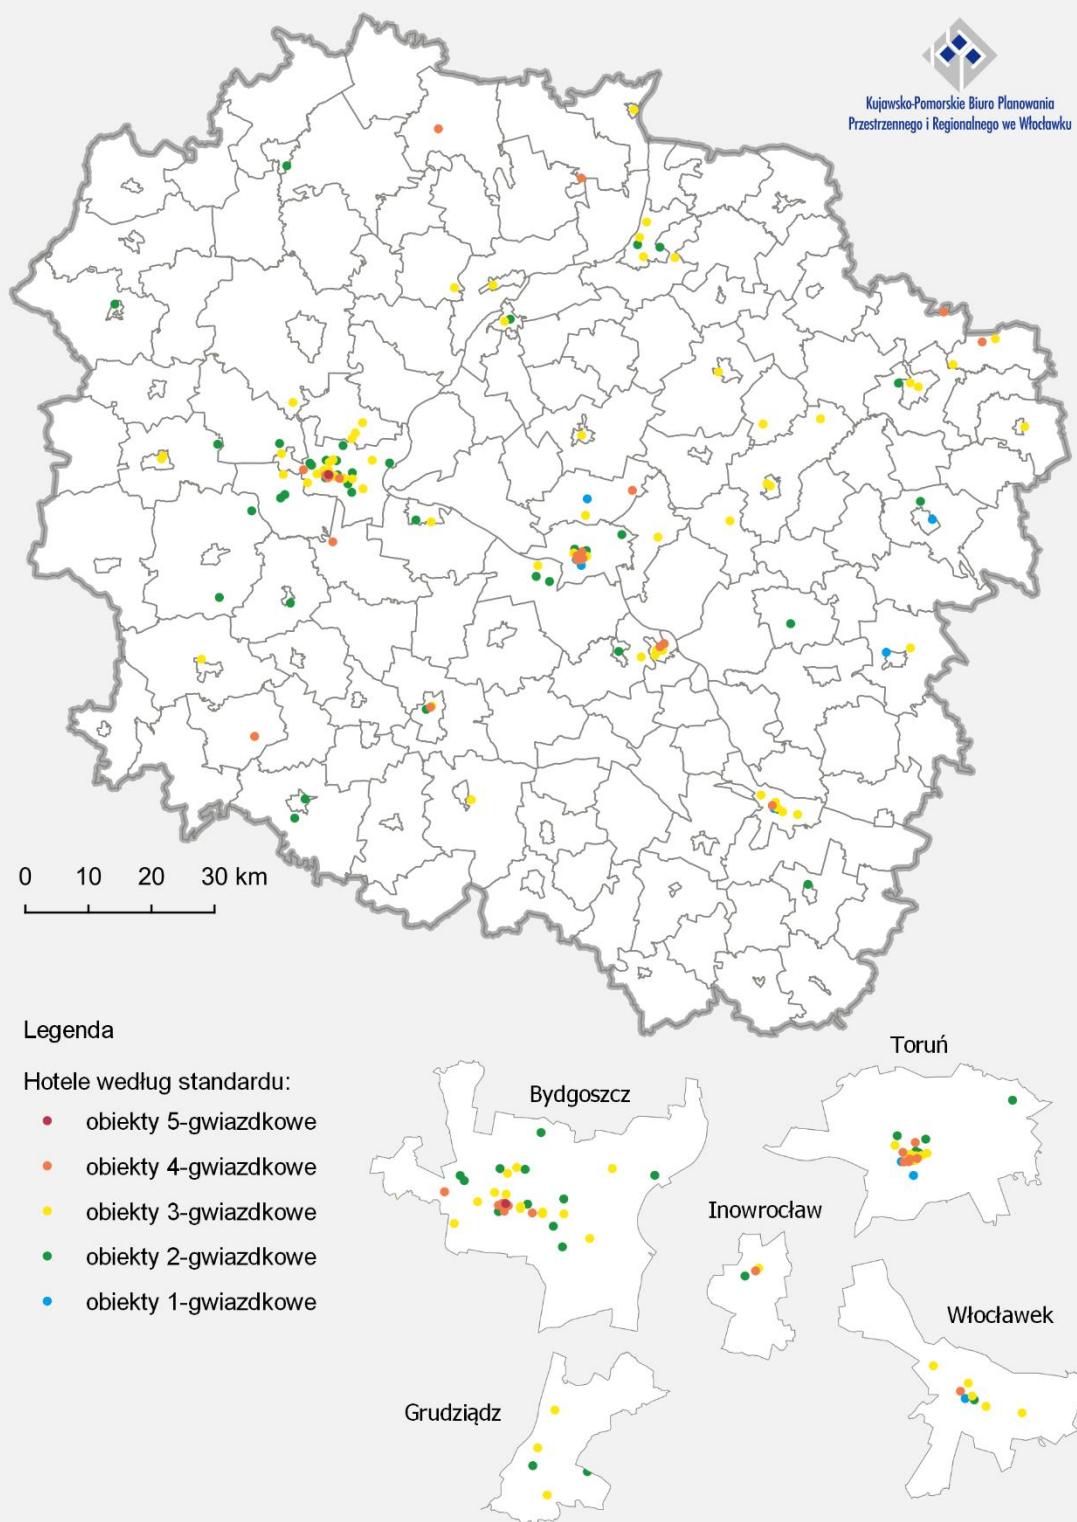 Kujawsko-Pomorskie Biuro Planowania
Przestrzennego i Regionalnego we Włocławku
0 10 20 30 km
Legenda
Hotele według standardu:
obiekty 5-gwiazdkowe
obiekty 4-gwiazdkowe
obiekty 3-gwiazdkowe
obiekty 2-gwiazdkowe
obiekty 1-gwiazdkowe
Toruń
Bydgoszcz
Inowrocław
Włocławek
Grudziądz